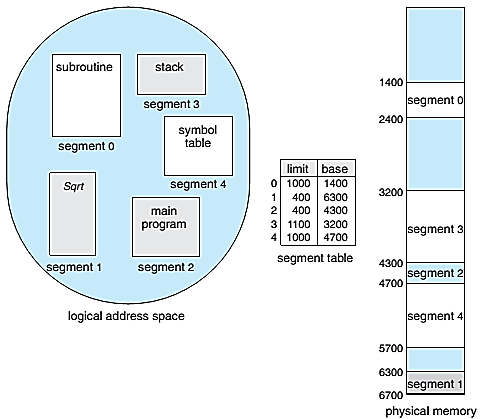 subroutine
segment 0
stack
segment 3
symbol
table
segment 4
Sqrt
segment 1
main
program
segment 2
logical address space
limit base
0 1000 1400
1 400 6300
2 400 4300
3 1100 3200
4 1000 4700
segment table
1400
segment 0
2400
3200
segment 3
4300
segment 2
4700
segment 4
5700
6300
segment 1
6700
physical memory